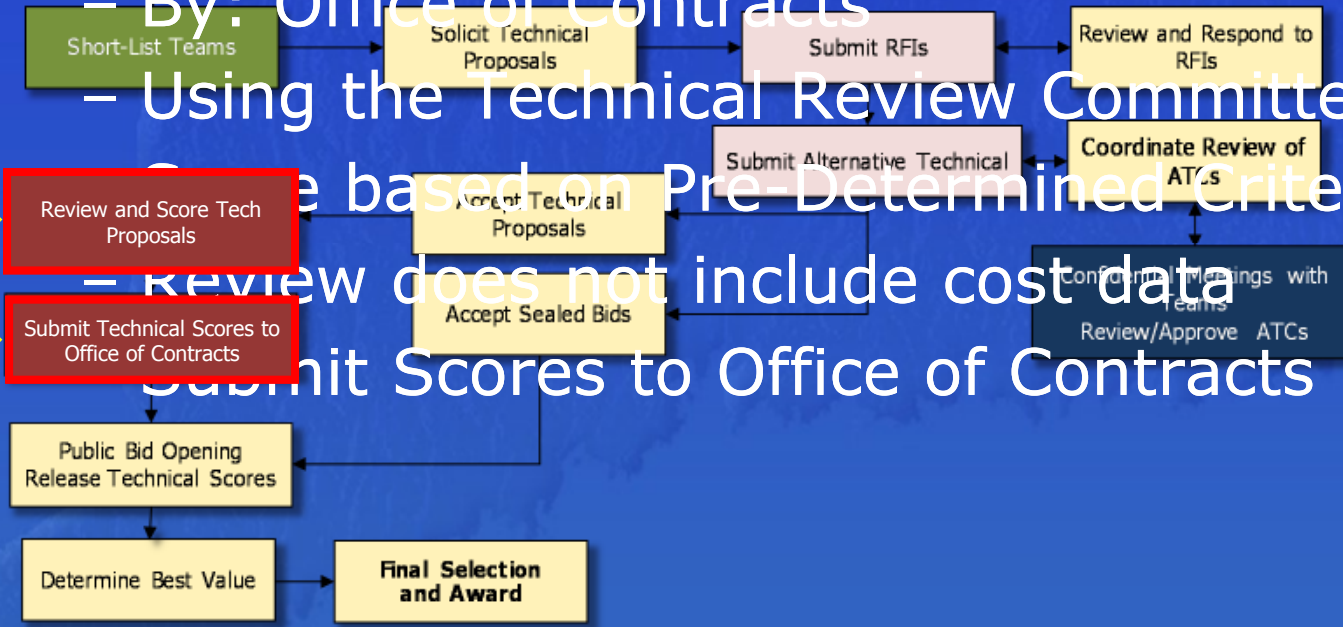 – By: Office of Contracts
Short-List Teams
Solicit Technical
Proposals
Submit RFIs
Review and Respond to
RFIs
– Using the Technical Review Committe
Submit Alternative Technical
Coordinate Review of
ATCs
e based on Pre-Determined Crite
Review and Score Tech
Proposals
Accept Technical
Proposals
– Review does not include cost data
Confidential Meetings with
Teams
Review/Approve ATCs
Submit Technical Scores to
Office of Contracts
Accept Sealed Bids
Submit Scores to Office of Contracts
Public Bid Opening
Release Technical Scores
Determine Best Value
Final Selection
and Award